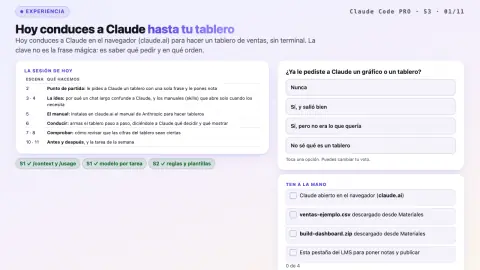 EXPERIENCIA
Claude Code PRO · S3 · 01/11
Hoy conduces a Claude hasta tu tablero
Hoy conduces a Claude en el navegador (claude.ai) para hacer un tablero de ventas, sin terminal. La
clave no es la frase mágica: es saber qué pedir y en qué orden.
LA SESIÓN DE HOY
ESCENA QUÉ HACEMOS
2 Punto de partida: le pides a Claude un tablero con una sola frase y le pones nota
3 · 4 La idea: por qué un chat largo confunde a Claude, y los manuales (skills) que abre solo cuando los
necesita
5 El manual: instalas en claude.ai el manual de Anthropic para hacer tableros
6 Conducir: armas el tablero paso a paso, diciéndole a Claude qué decidir y qué mostrar
7 · 8 Comprobar: cómo revisar que las cifras del tablero sean ciertas
10 · 11 Antes y después, y la tarea de la semana
S1 ✓ /context y /usage
S1 ✓ modelo por tarea
S2 ✓ reglas y plantillas
¿Ya le pediste a Claude un gráfico o un tablero?
Nunca
Sí, y salió bien
Sí, pero no era lo que quería
No sé qué es un tablero
Toca una opción. Puedes cambiar tu voto.
TEN A LA MANO
Claude abierto en el navegador (claude.ai)
ventas-ejemplo.csv descargado desde Materiales
build-dashboard.zip descargado desde Materiales
Esta pestaña del LMS para poner notas y publicar
0 de 4